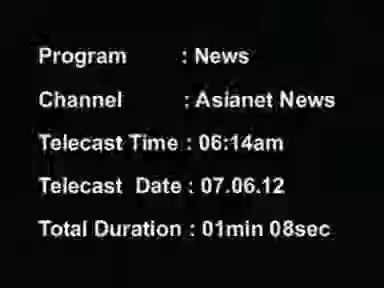 Program : News
Channel : Asianet News
Telecast Time : 06:14am
Telecast Date : 07.06.12
Total Duration : 01min 08sec